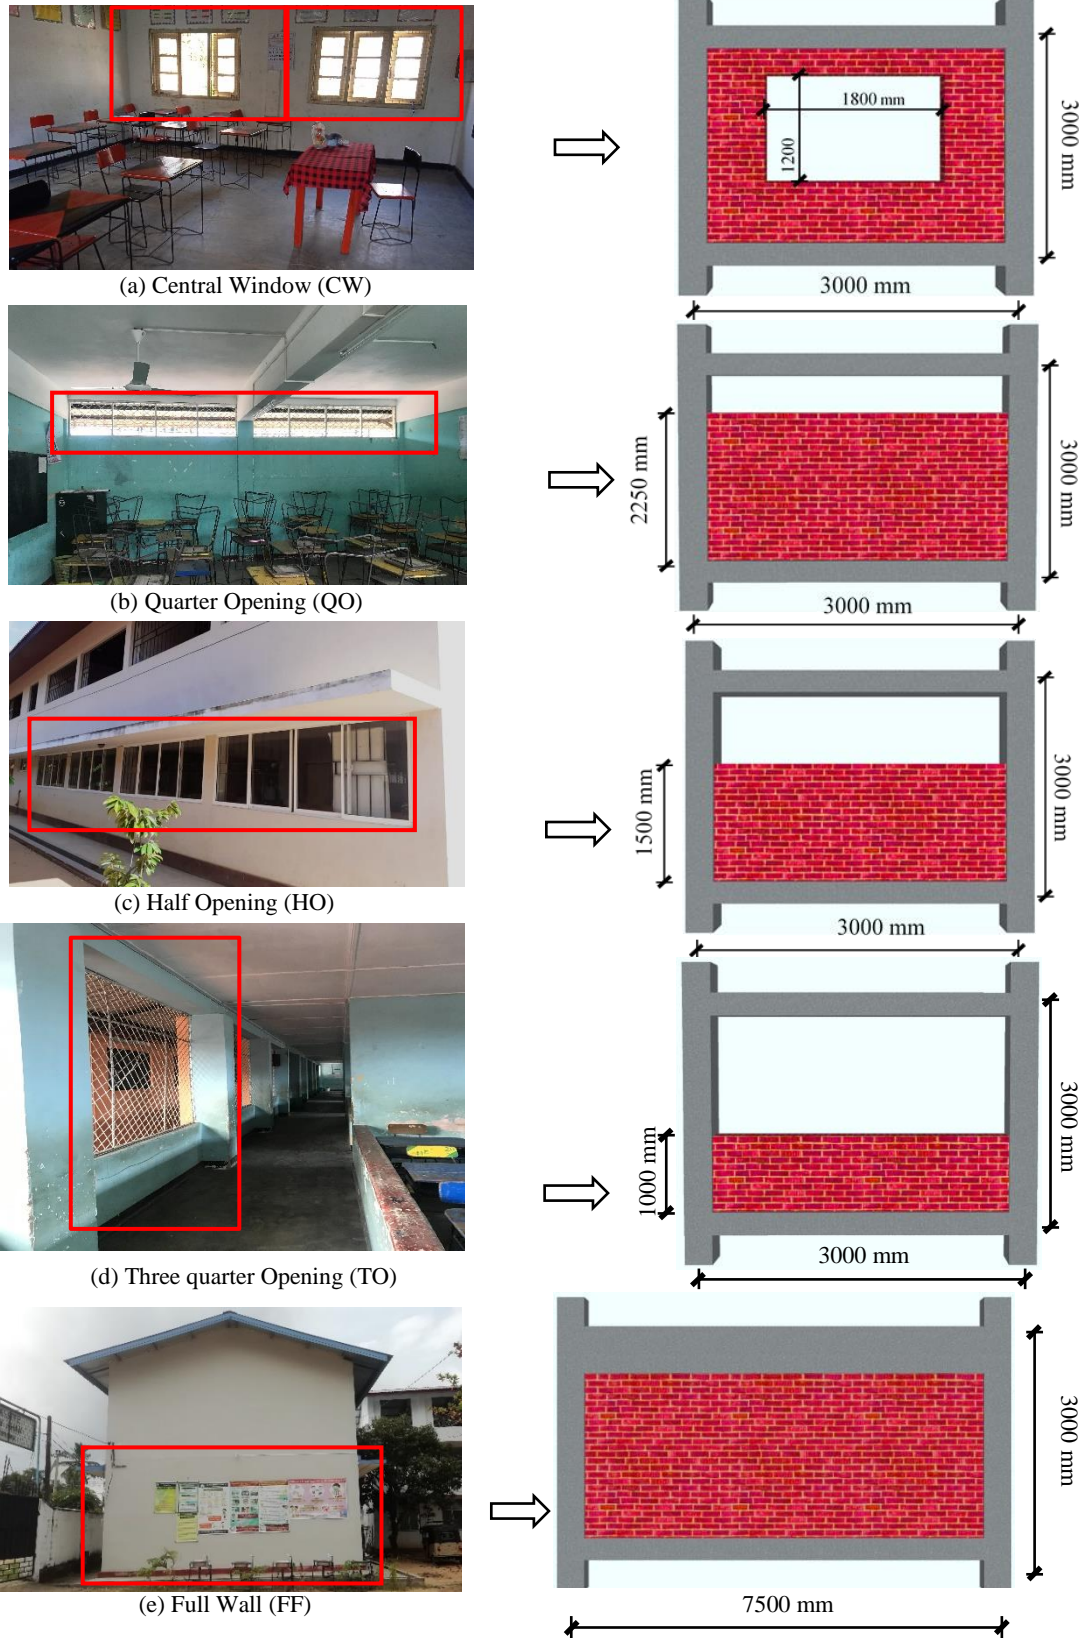 1800 mm
1200
3000 mm
3000 mm
(a) Central Window (CW)
2250 mm
3000 mm
3000 mm
(b) Quarter Opening (QO)
1500 mm
3000 mm
3000 mm
(c) Half Opening (HO)
1000 mm
3000 mm
3000 mm
(d) Three quarter Opening (TO)
3000 mm
7500 mm
(e) Full Wall (FF)